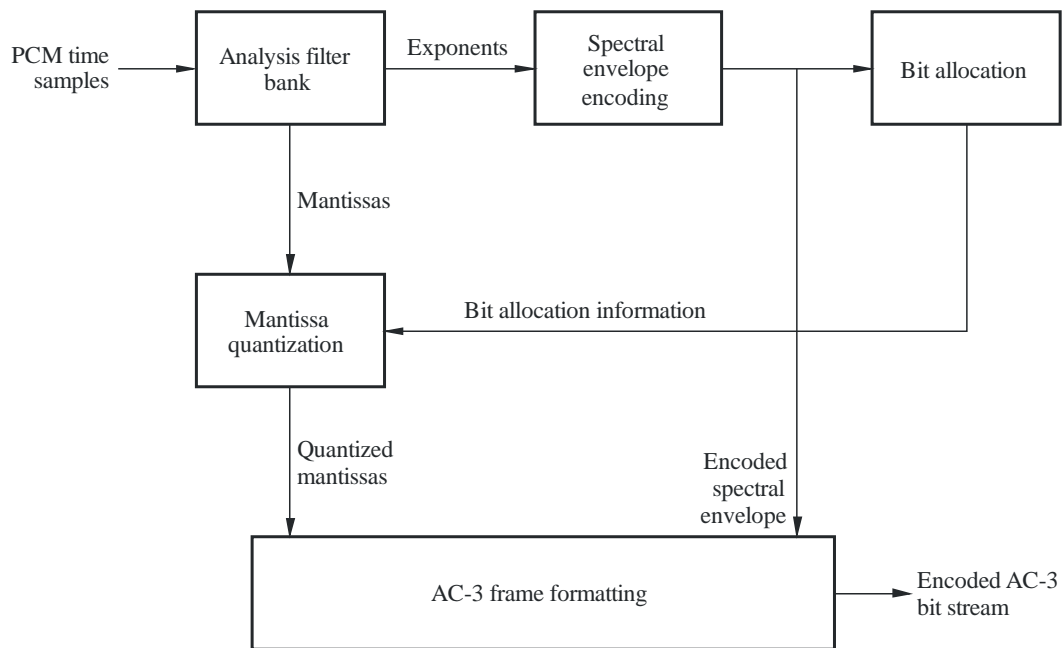 PCM time
samples
Analysis filter
bank
Exponents
Spectral
envelope
encoding
Bit allocation
Mantissas
Mantissa
quantization
Bit allocation information
Quantized
mantissas
Encoded
spectral
envelope
AC-3 frame formatting
Encoded AC-3
bit stream